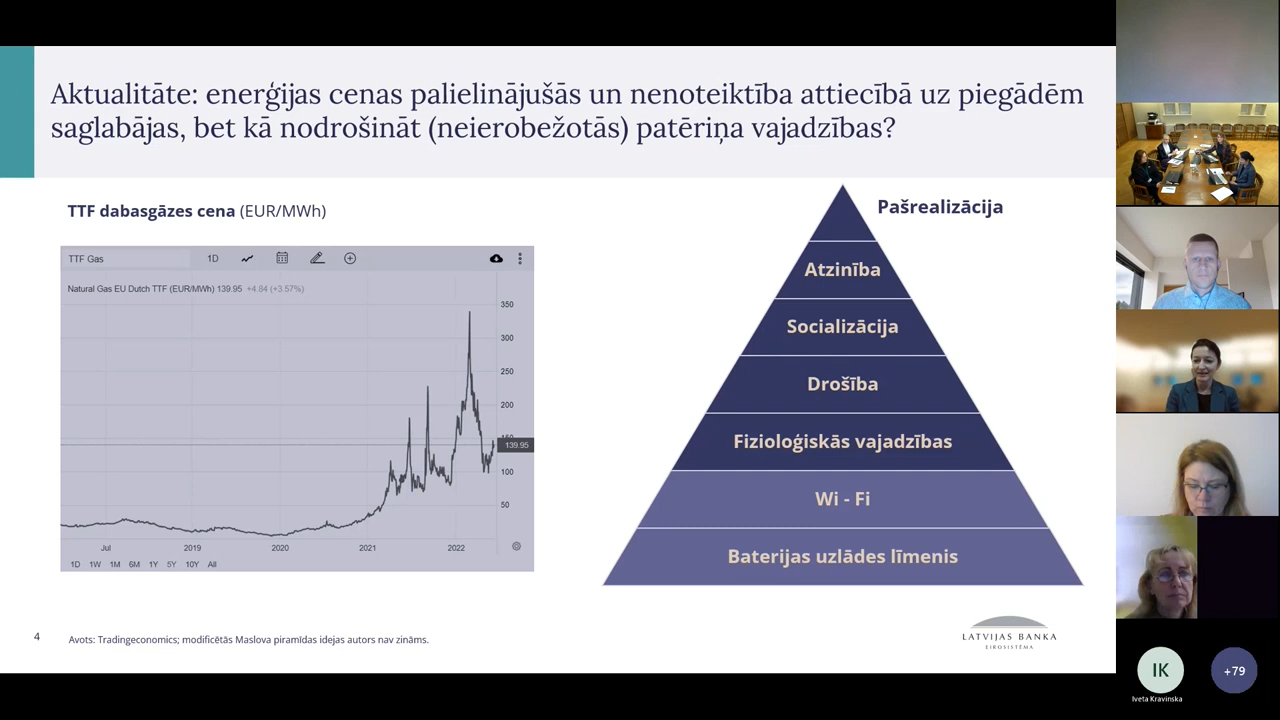 Aktualitāte: enerģijas cenas palielinājušās un nenoteiktība attiecībā uz piegādēm
saglabājas, bet kā nodrošināt (neierobežotās) patēriņa vajadzības?
TTF dabasgāzes cena (EUR/MWh)
TTF Gas
1D
Natural Gas EU Dutch TTF (EUR/MWh) 139.95 +4.84 (+3.57%)
350
300
250
200
150
139.95
100
50
Jul 2019 2020 2021 2022
1D 1W 1M 6M 1Y 5Y 10Y All
Pašrealizācija
Atzinība
Socializācija
Drošība
Fizioloģiskās vajadzības
Wi - Fi
Baterijas uzlādes līmenis
4
Avots: Tradingeconomics; modificētās Maslova piramīdas idejas autors nav zināms.
LATVIJAS BANKA
EIROSISTĒMA
IK
Iveta Kravinska
+79